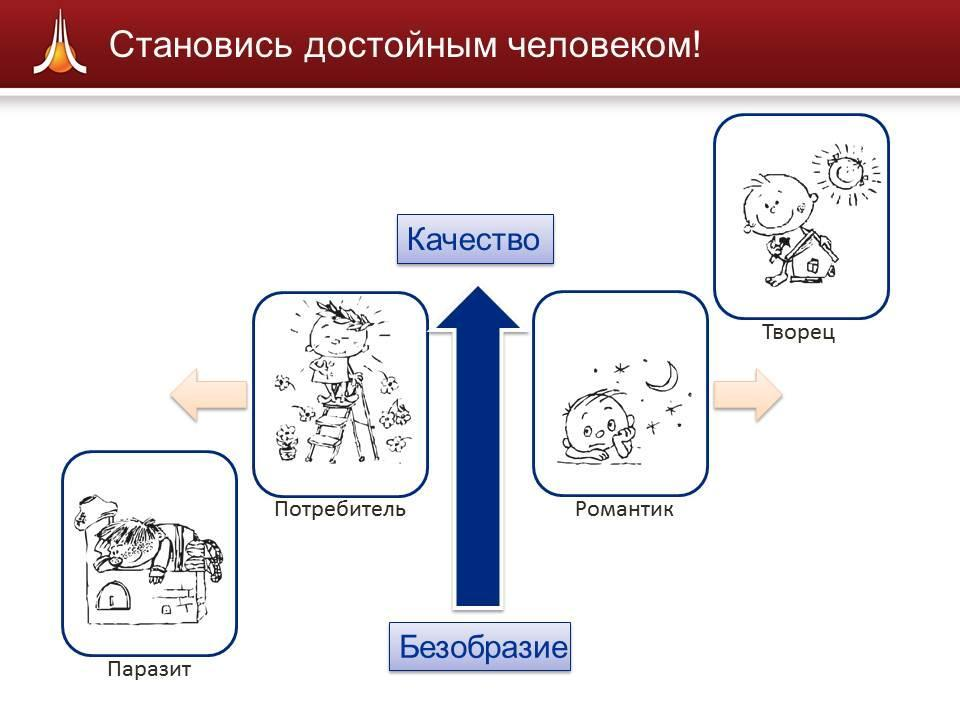 Становись достойным человеком!
Качество
Творец
Потребитель
Романтик
Безобразие
Паразит